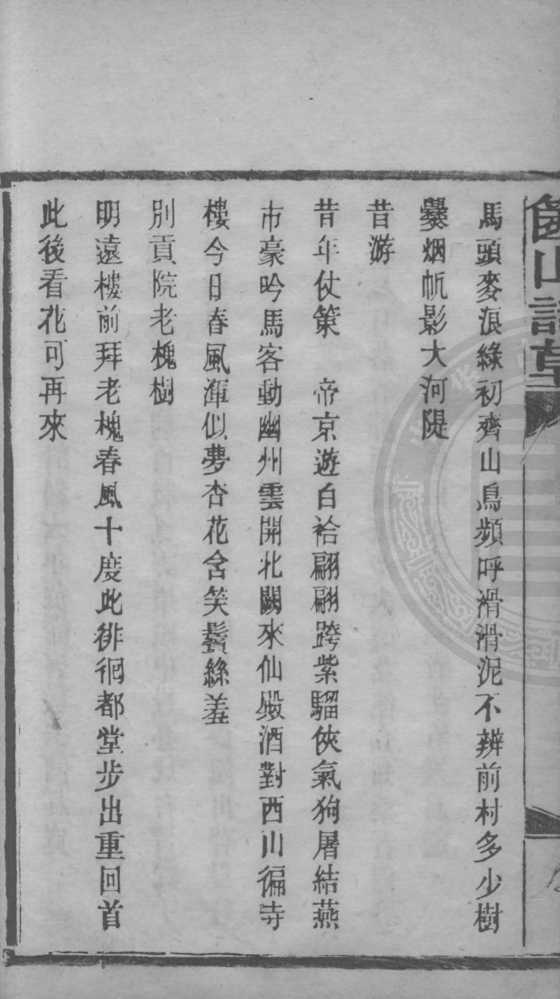 山詩草
馬頭麥浪綠初齊山鳥頻呼滑滑泥不辨前村多少樹
爨烟帆影大河隄
昔游
昔年仗策　帝京遊白袷翩翩跨紫騮俠氣狗屠結燕
市豪吟馬客動幽州雲開北闕來仙殿酒對西山徧寺
樓今日春風渾似夢杏花含笑鬢絲羞
別貢院老槐樹
明遠樓前拜老槐春風十度此徘徊都堂步出重回首
此後看花可再來